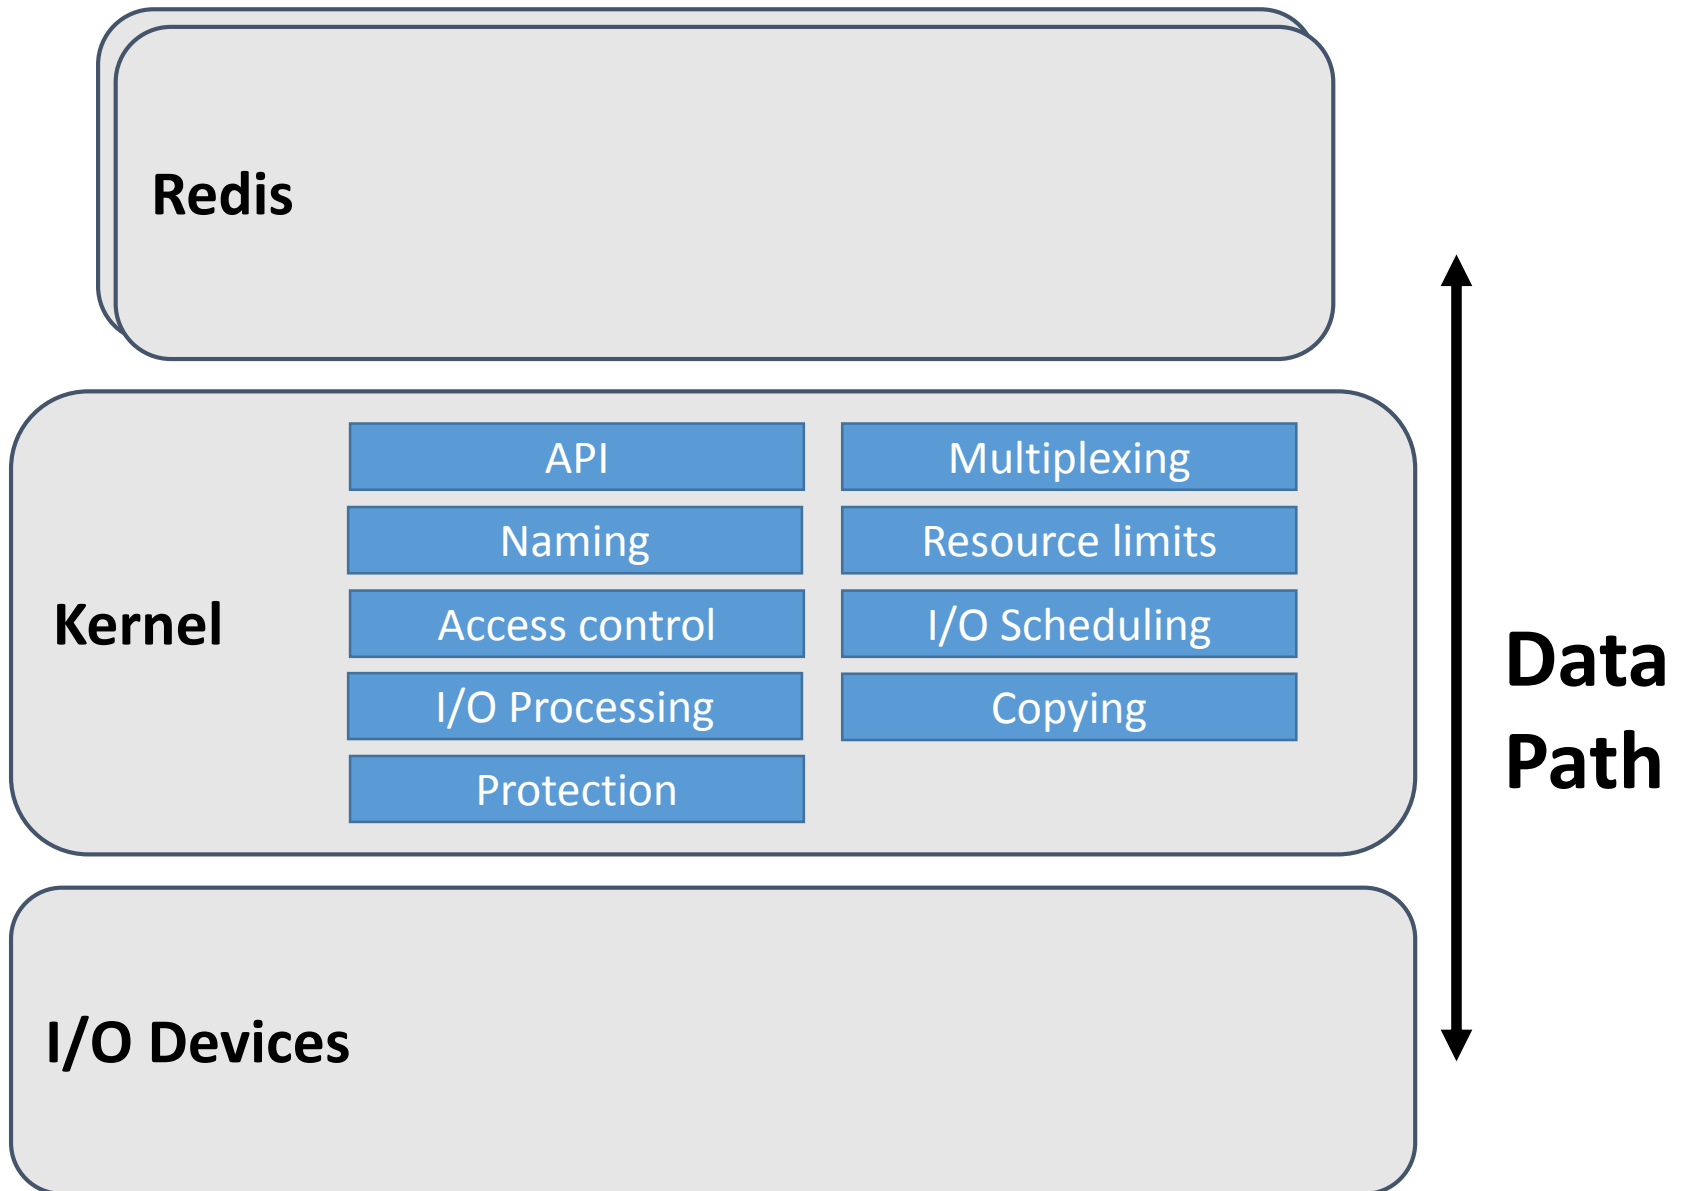 Redis
Kernel
API
Multiplexing
Naming
Resource limits
Access control
I/O Scheduling
I/O Processing
Copying
Protection
I/O Devices
Data
Path